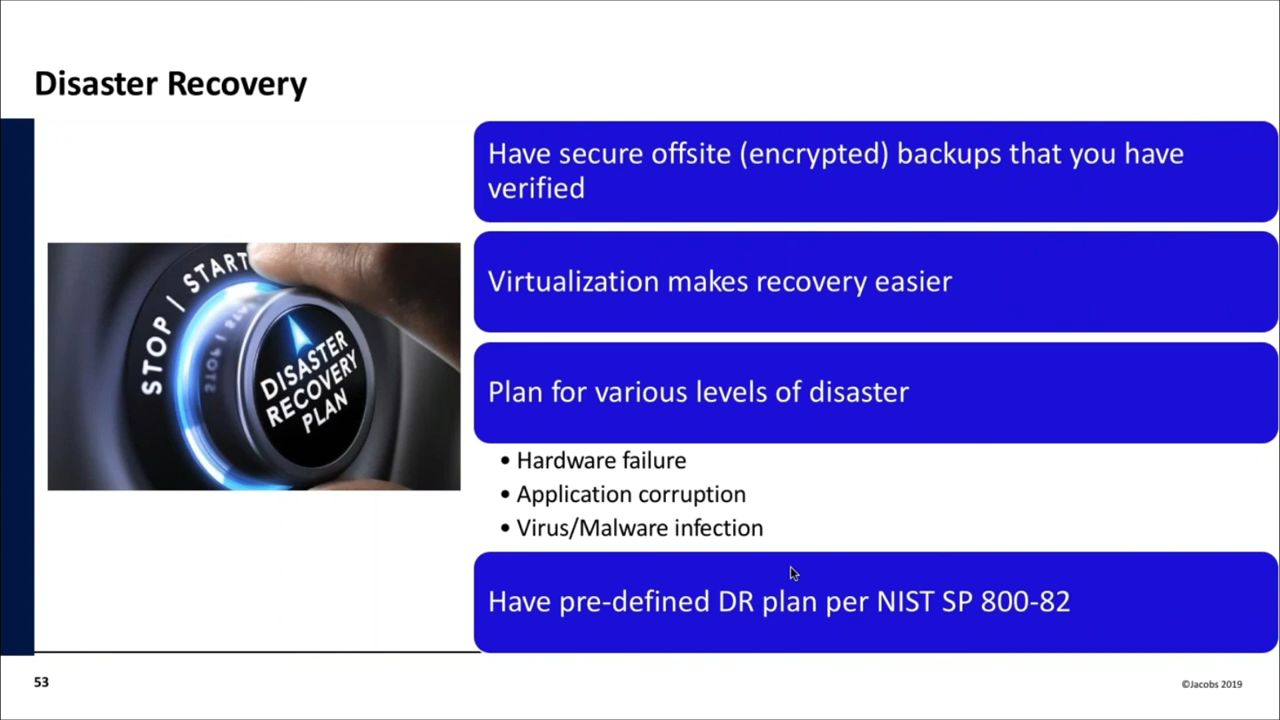 Disaster Recovery
Have secure offsite (encrypted) backups that you have
verified
Virtualization makes recovery easier
STOP | START
DISASTER
RECOVERY
PLAN
Plan for various levels of disaster
• Hardware failure
• Application corruption
• Virus/Malware infection
Have pre-defined DR plan per NIST SP 800-82
53
©Jacobs 2019